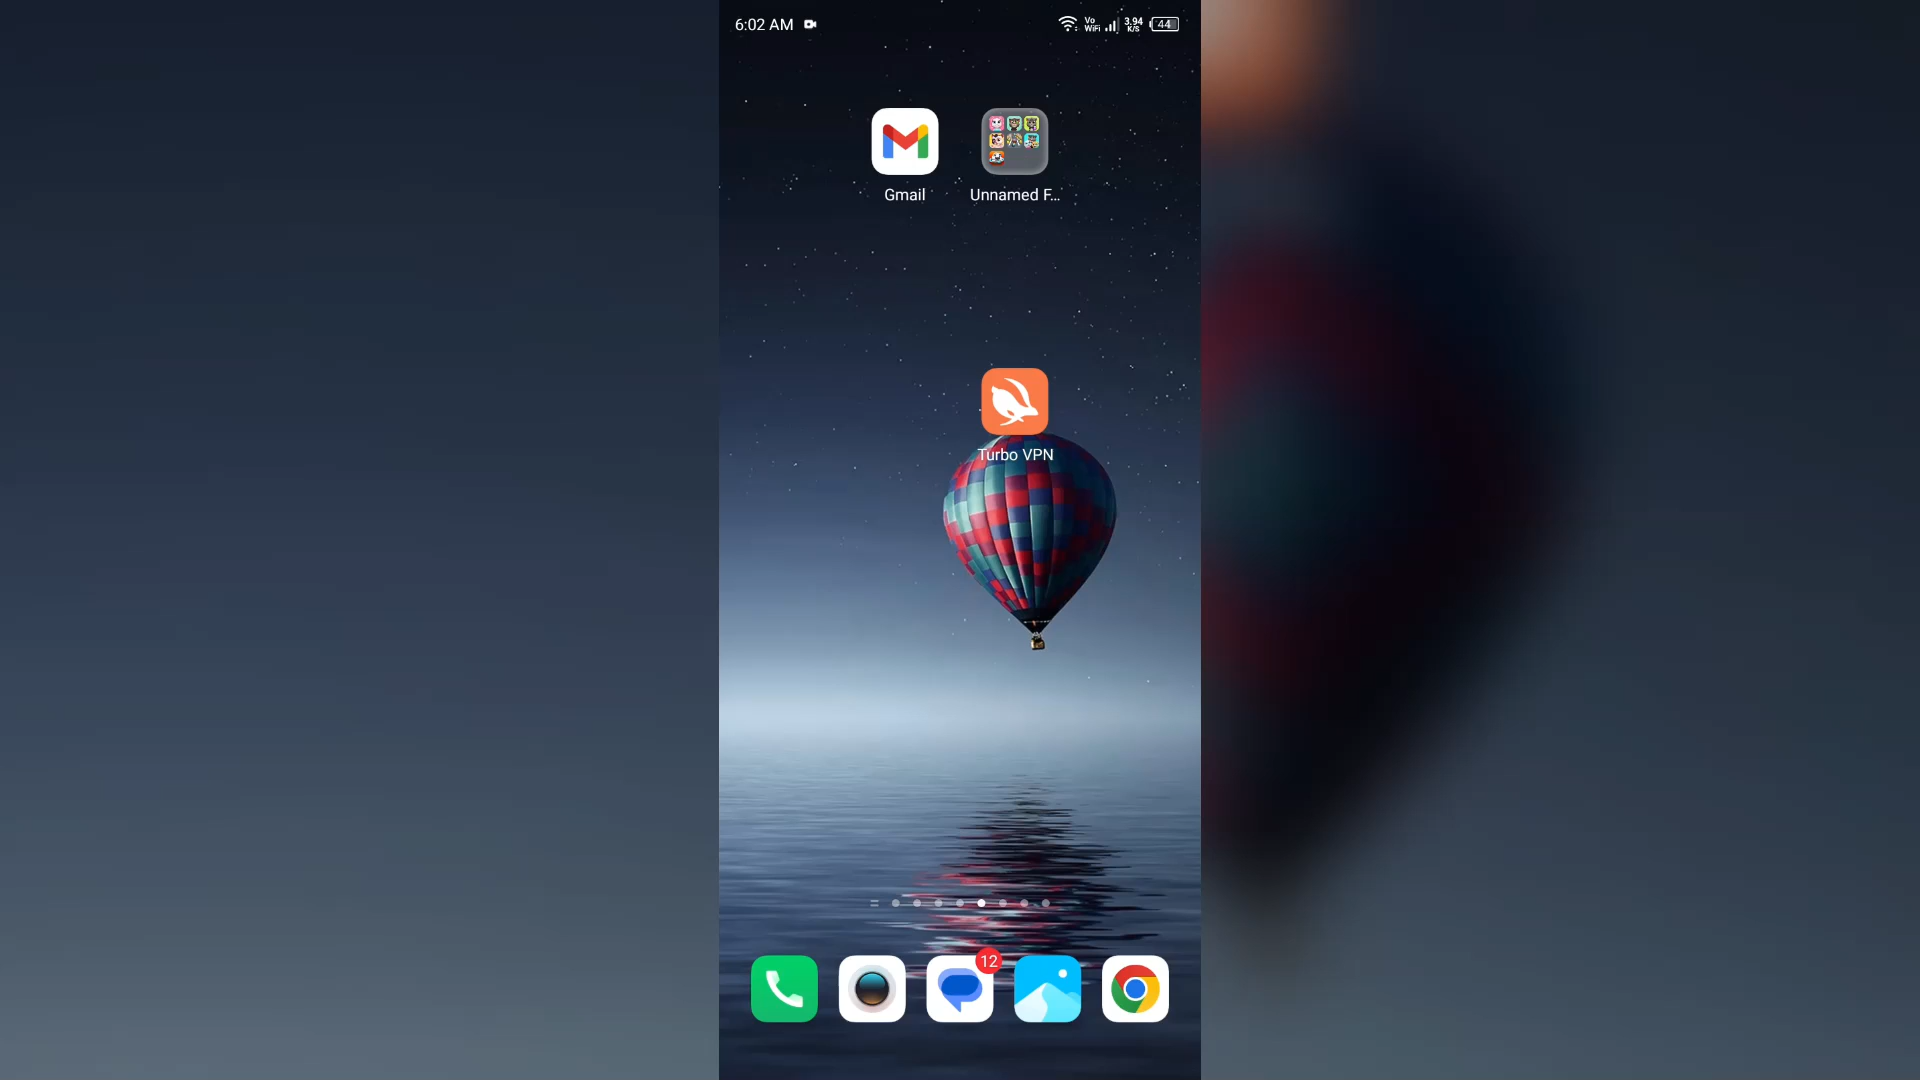 6:02 AM
Vo
WiFi
3.94
K/S
44
Gmail
Unnamed F...
Turbo VPN
12